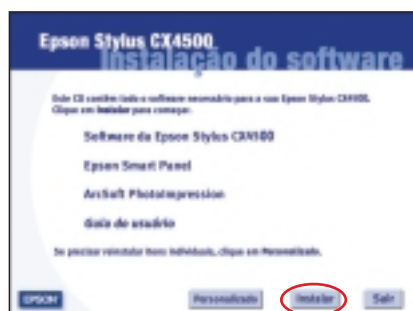 Epson Stylus CX4500
Instalação do software
Este CD contém todo o software necessário para a sua Epson Stylus CX4500.
Clique em Instalar para começar.
Software da Epson Stylus CX4500
Epson Smart Panel
ArcSoft PhotoImpression
Guia do usuário
Se precisar reinstalar itens individuais, clique em Personalizado.
EPSON
Personalizado
Instalar
Sair